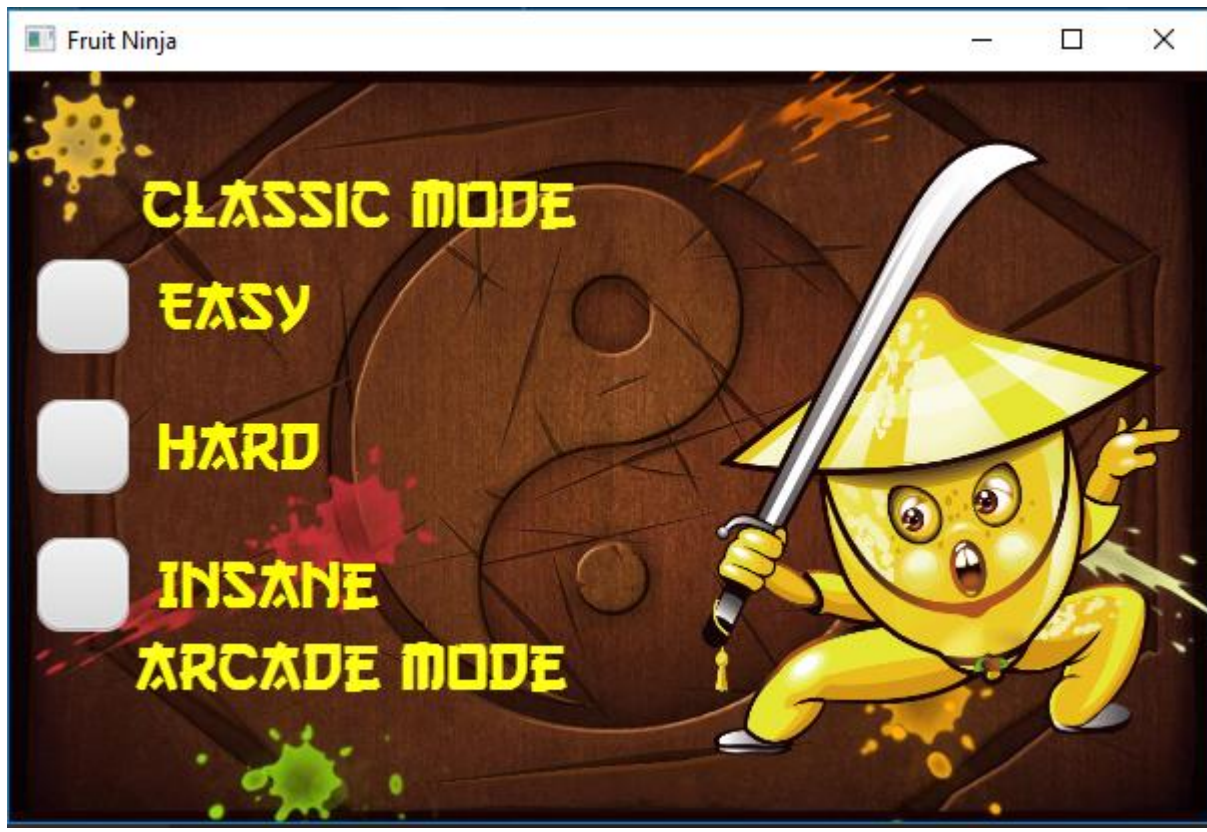 Fruit Ninja
CLASSIC MODE
EASY
HARD
INSANE
ARCADE MODE